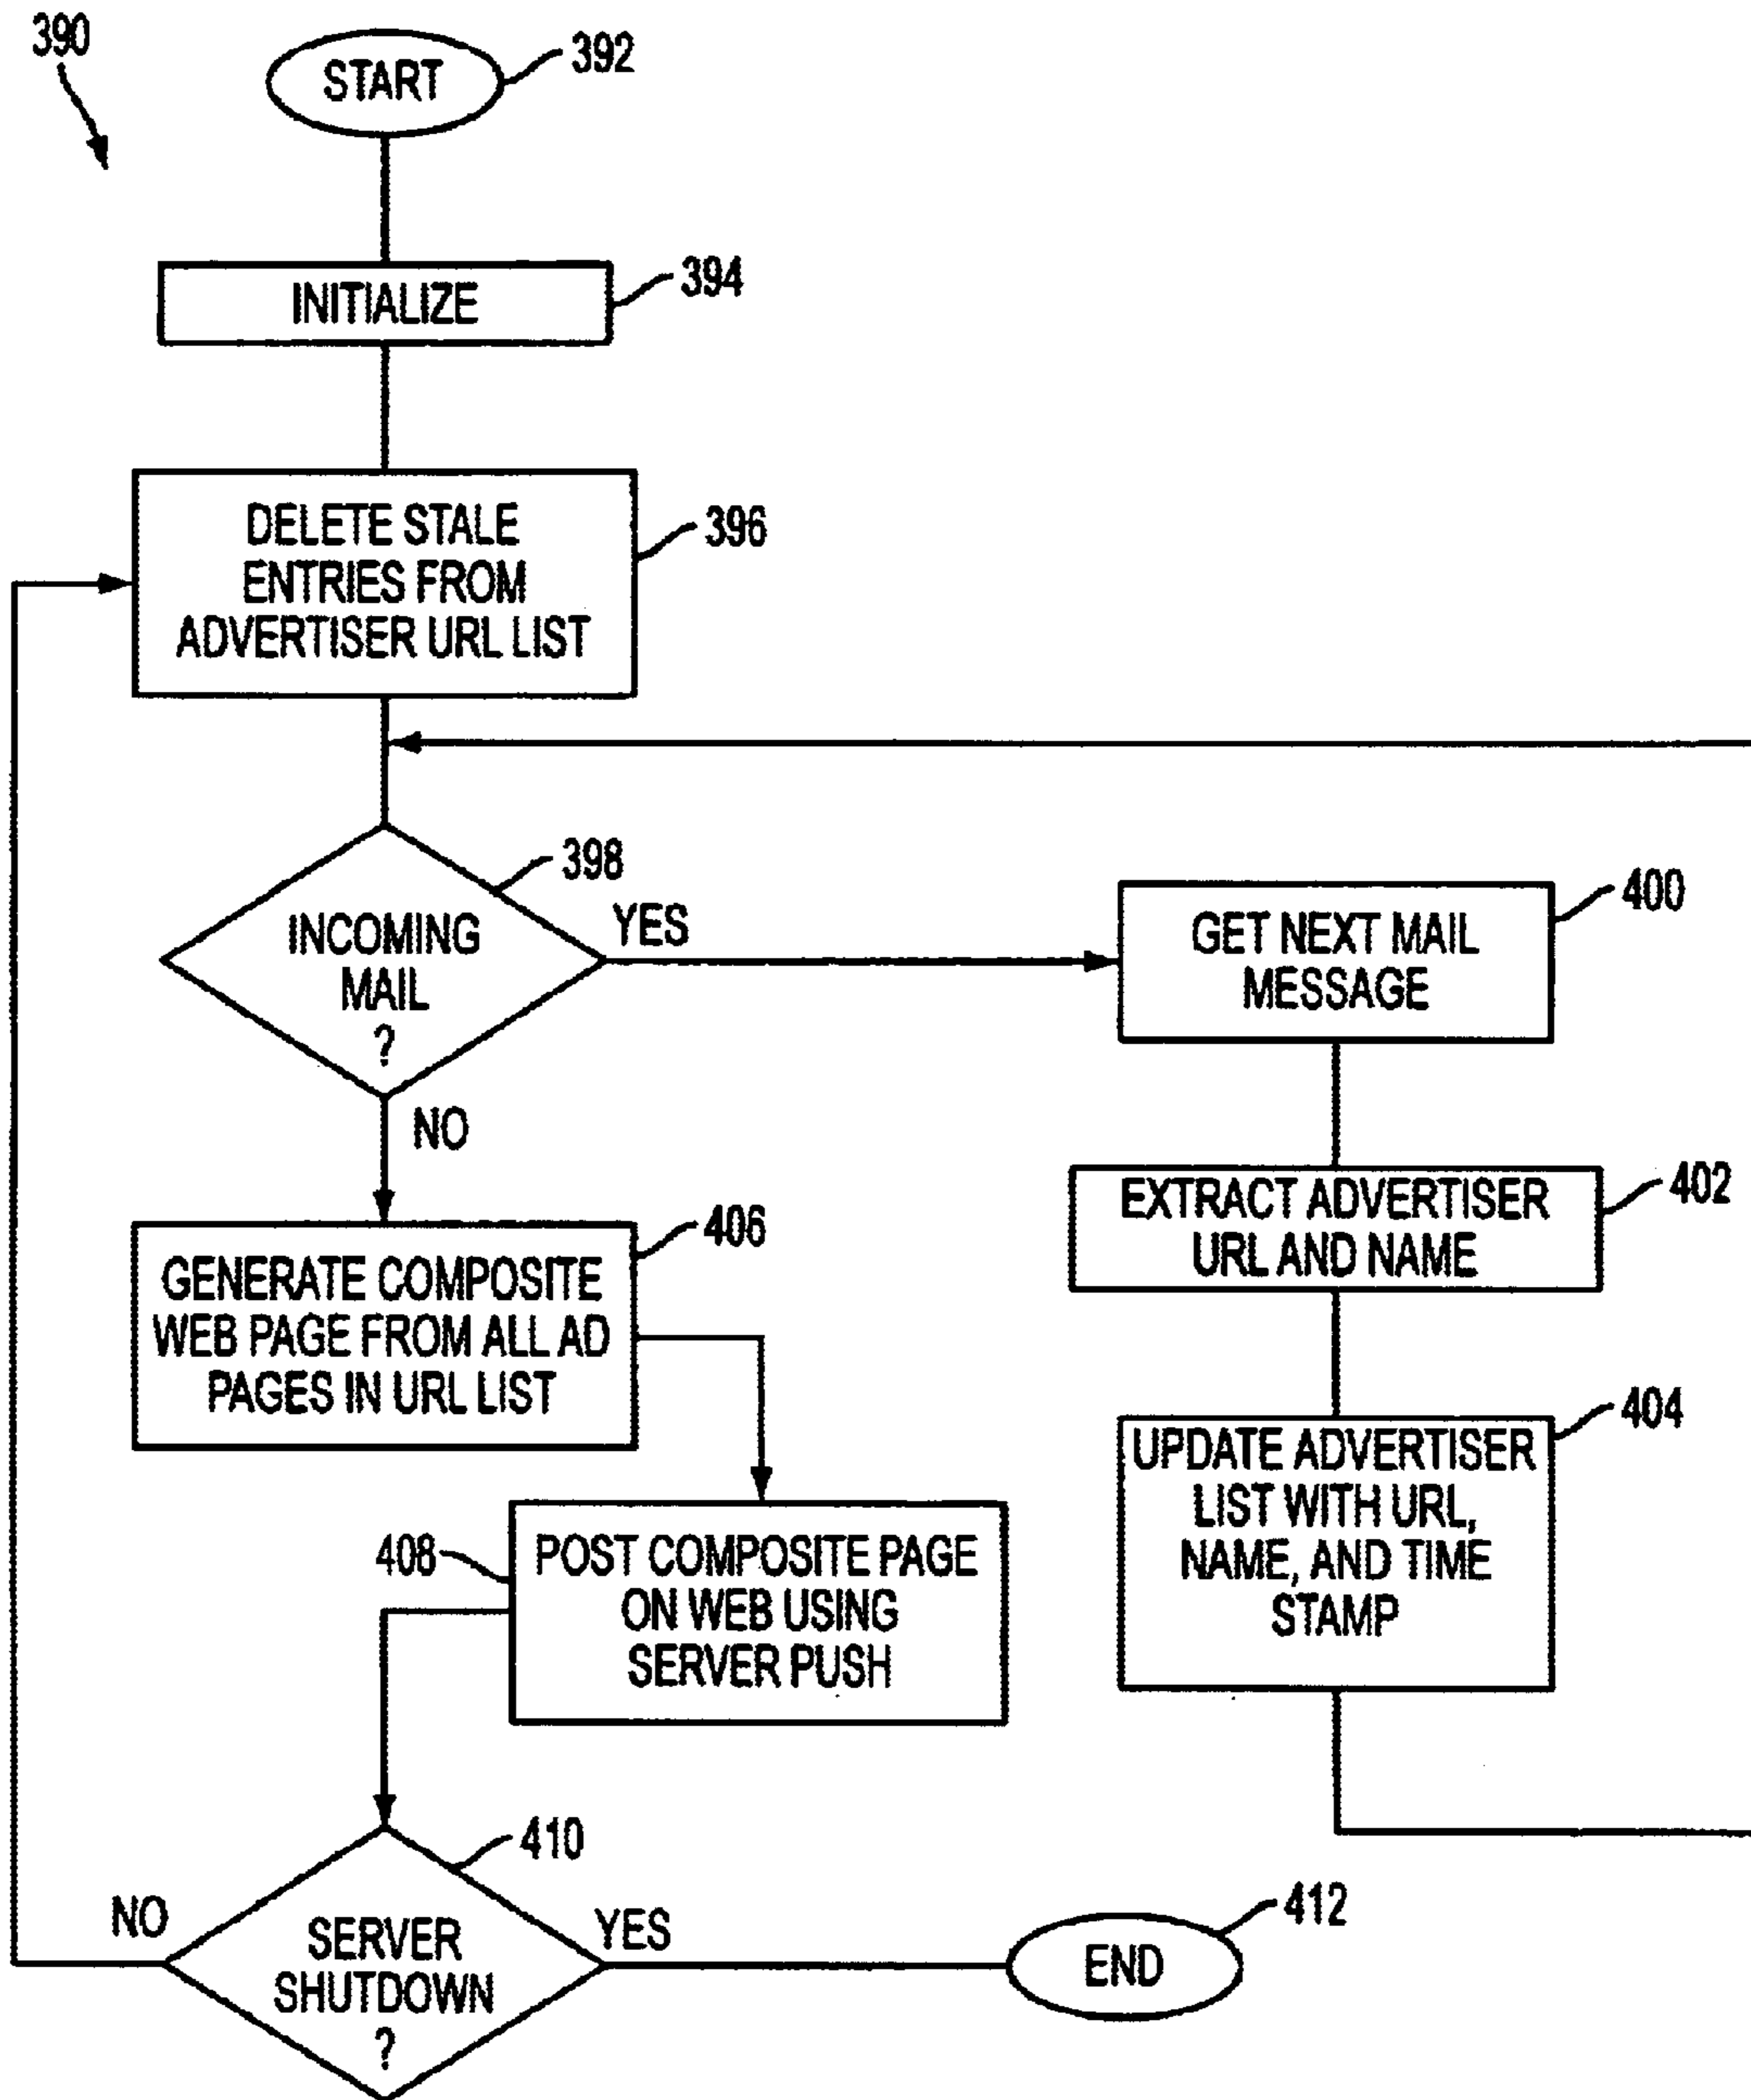 390
START
392
INITIALIZE
394
DELETE STALE
ENTRIES FROM
ADVERTISER URL LIST
396
INCOMING
MAIL
?
398
YES
NO
GET NEXT MAIL
MESSAGE
400
EXTRACT ADVERTISER
URL AND NAME
402
UPDATE ADVERTISER
LIST WITH URL,
NAME, AND TIME
STAMP
404
GENERATE COMPOSITE
WEB PAGE FROM ALL AD
PAGES IN URL LIST
406
POST COMPOSITE PAGE
ON WEB USING
SERVER PUSH
408
SERVER
SHUTDOWN
?
410
NO
YES
END
412